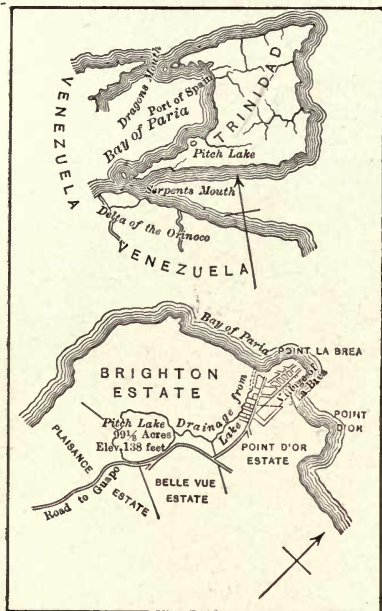 VENEZUELA
Dragons Mouth
Port of Spain
Bay of Paria
TRINIDAD
Pitch Lake
Serpents Mouth
Delta of the Orinoco
VENEZUELA
Bay of Paria
POINT LA BREA
Village of La Brea
BRIGHTON
ESTATE
Drainage from
Lake
Pitch Lake
99⅙ Acres
Elev. 138 feet
POINT
D'OR
POINT D'OR
ESTATE
PLAISANCE
ESTATE
BELLE VUE
ESTATE
Road to Guapo